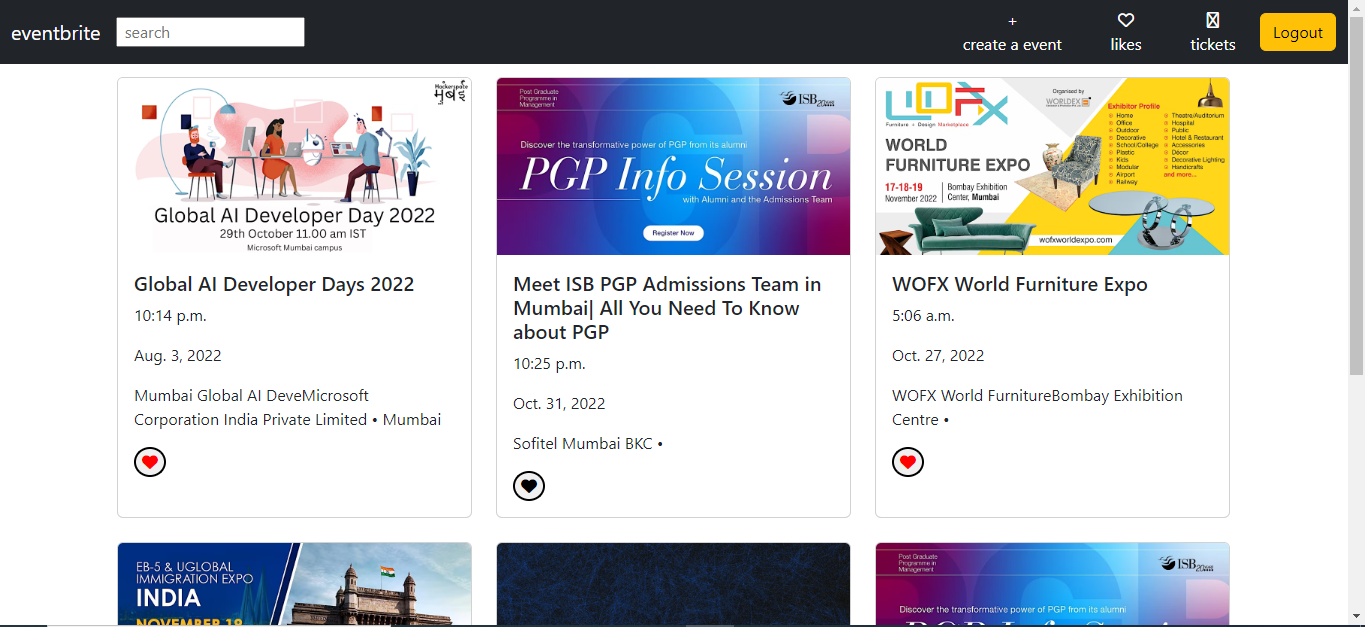 eventbrite
search
+
create a event
likes
tickets
Logout
Hackerspace
मुंबई
Global AI Developer Day 2022
29th October 11.00 am IST
Microsoft Mumbai campus
Global AI Developer Days 2022
10:14 p.m.
Aug. 3, 2022
Mumbai Global AI DeveMicrosoft
Corporation India Private Limited • Mumbai
Post Graduate
Programme in
Management
ISB
Discover the transformative power of PGP from its alumni
PGP Info Session
with Alumni and the Admissions Team
Register Now
Meet ISB PGP Admissions Team in
Mumbai| All You Need To Know
about PGP
10:25 p.m.
Oct. 31, 2022
Sofitel Mumbai BKC •
WOFX
Furniture + Design Marketplace
Organised by
WORLDEX
WORLD
FURNITURE EXPO
17-18-19
November 2022
Bombay Exhibition
Center, Mumbai
Exhibitor Profile
Home
Office
Outdoor
Decorative
School/College
Plastic
Kids
Modular
Airport
Railway
Theatre/Auditorium
Hospital
Public
Hotel & Restaurant
Accessories
Décor
Decorative Lighting
Handicrafts
and more...
wofxworldexpo.com
WOFX World Furniture Expo
5:06 a.m.
Oct. 27, 2022
WOFX World FurnitureBombay Exhibition
Centre •
EB-5 & UGLOBAL
IMMIGRATION EXPO
INDIA
NOVEMBER 19
Post Graduate
Programme in
Management
ISB
Discover the transformative power of PGP from its alumni
PGP Info Session